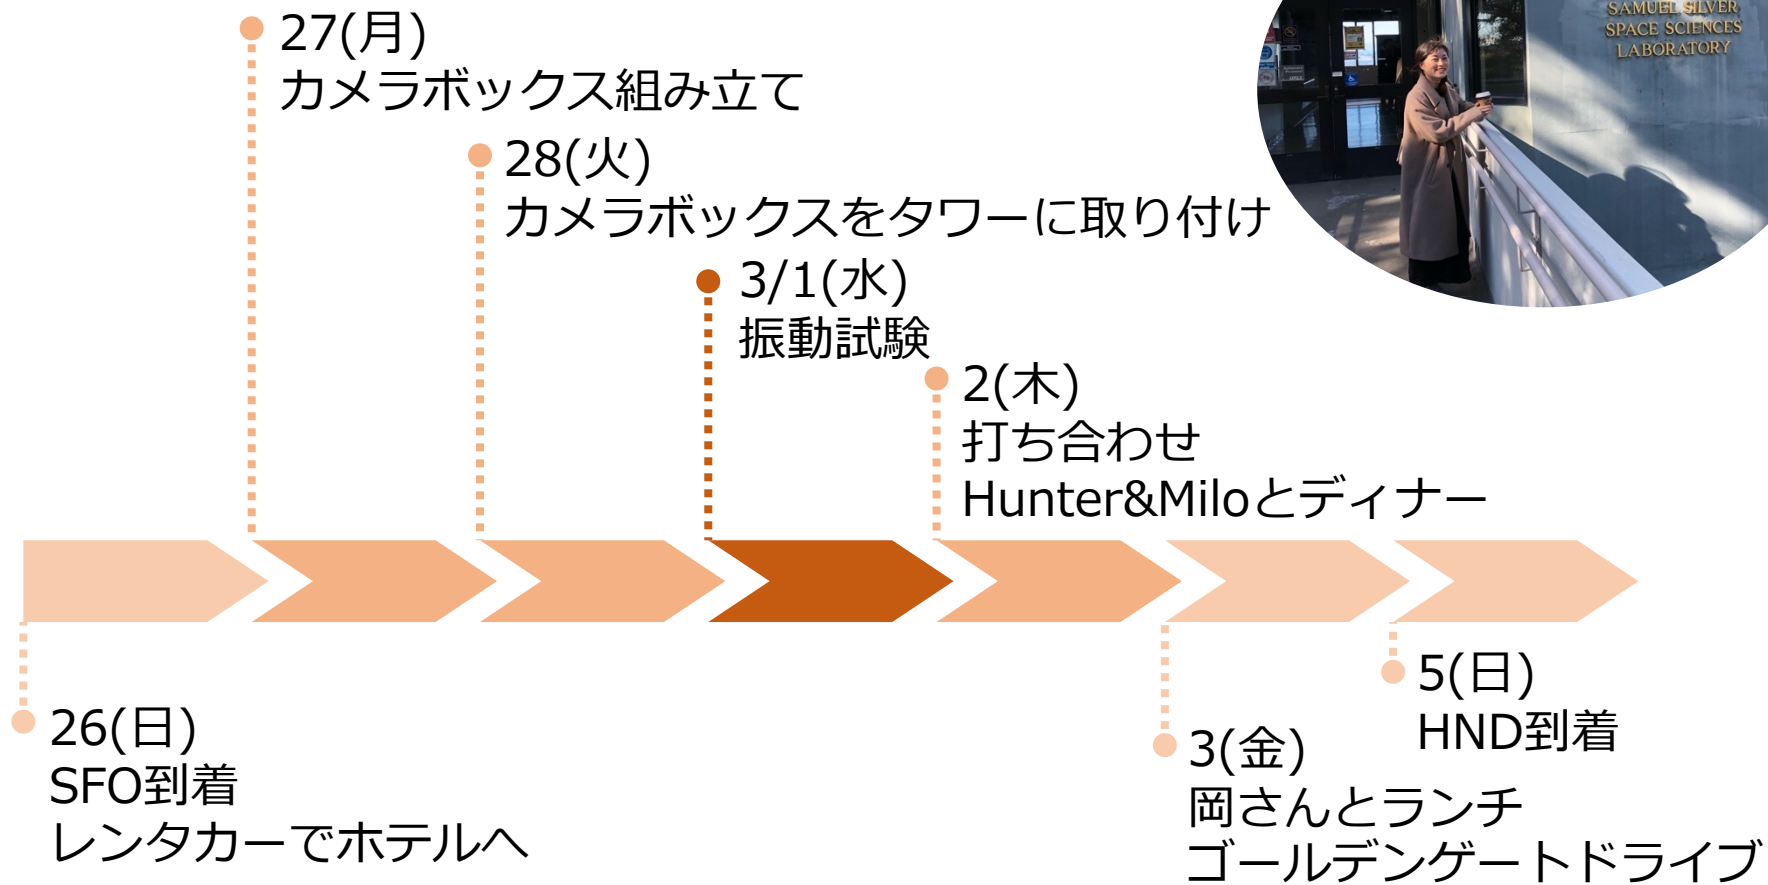 27(月)
カメラボックス組み立て
28(火)
カメラボックスをタワーに取り付け
3/1(水)
振動試験
2(木)
打ち合わせ
Hunter&Miloとディナー
26(日)
SFO到着
レンタカーでホテルへ
3(金)
岡さんとランチ
ゴールデンゲートドライブ
5(日)
HND到着
SAMUEL SILVER
SPACE SCIENCES
LABORATORY